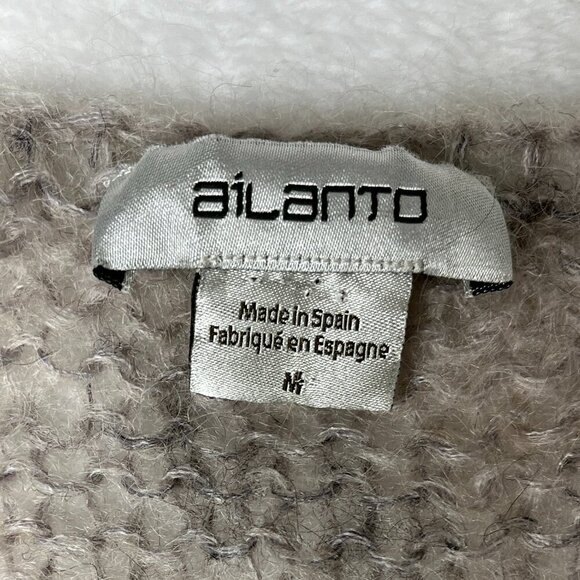 aiLanTO
Made in Spain
Fabriqué en Espagne
M